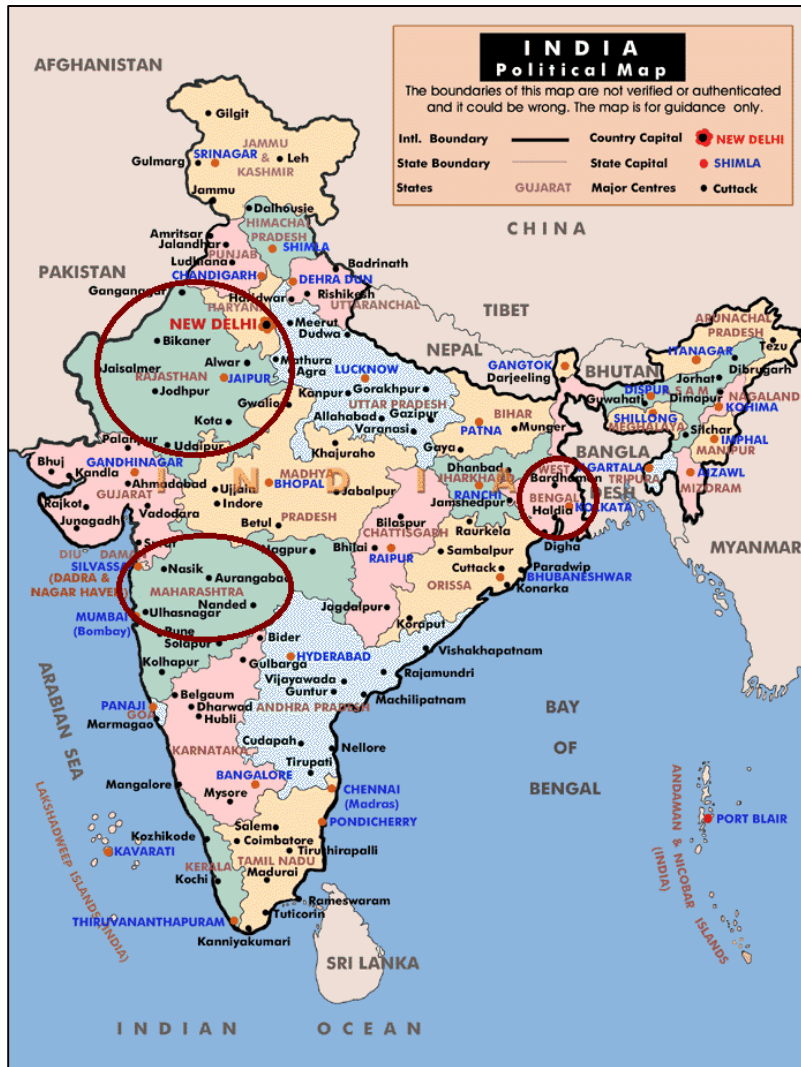 INDIA
Political Map
The boundaries of this map are not verified or authenticated
and it could be wrong. The map is for guidance only.
Intl. Boundary
Country Capital
NEW DELHI
State Boundary
State Capital
SHIMLA
States
GUJARAT
Major Centres
Cuttack
AFGHANISTAN
Gilgit
JAMMU
&
KASHMIR
SRINAGAR
Leh
Gulmarg
Jammu
Dalhousie
CHINA
HIMACHAL
PRADESH
Amritsar
Jalandhar
SHIMLA
PUNJAB
Ludhiana
PAKISTAN
CHANDIGARH
Badrinath
DEHRA DUN
Ganganagar
Haridwar
Rishikesh
UTTARANCHAL
HARYANA
TIBET
NEW DELHI
Meerut
Dudwa
ARUNACHAL
PRADESH
Bikaner
NEPAL
Tezu
ITANAGAR
Mathura
Alwar
Agra
LUCKNOW
GANGTOK
Darjeeling
BHUTAN
Dibrugarh
Jaisalmer
RAJASTHAN
JAIPUR
Jorhat
SAM
DISPUR
Dimapur
NAGALAND
Jodhpur
Kanpur
Gorakhpur
Guwahati
KOHIMA
UTTAR PRADESH
Gwalio
BIHAR
SHILLONG
MEGHALAYA
Kota
Allahabad
Gazipur
PATNA
Munger
Silchar
IMPHAL
Varanasi
MANIPUR
Palanpur
Udaipur
Khajuraho
Gaya
BANGLA
DESH
Bhuj
Kandla
GANDHINAGAR
INDIA
MADHYA
PRADESH
Dhanbad
JHARKHAND
WEST
BENGAL
Bardhaman
GARTALA
TRIPURA
AIZAWL
MIZORAM
Ahmadabad
Ujjain
BHOPAL
Jabalpur
RANCHI
GUJARAT
Rajkot
Indore
Jamshedpur
Haldia
KOLKATA
Vadodara
Junagadh
Betul
Bilaspur
CHATTISGARH
Raurkela
Digha
MYANMAR
Surat
DIU
DAMAN
Nagpur
Bhilai
RAIPUR
Sambalpur
SILVASSA
(DADRA &
NAGAR HAVELI)
Nasik
Aurangabad
Cuttack
Paradwip
BHUBANESHWAR
ORISSA
Konarka
MAHARASHTRA
Nanded
MUMBAI
(Bombay)
Ulhasnagar
Jagdalpur
Koraput
Pune
Solapur
Bider
HYDERABAD
Vishakhapatnam
Kolhapur
Gulbarga
Rajamundri
Vijayawada
Guntur
Machilipatnam
Belgaum
ARABIAN SEA
PANAJI
GOA
Dharwad
ANDHRA PRADESH
Marmagao
Hubli
BAY
OF
BENGAL
KARNATAKA
Cudapah
Nellore
Tirupati
Mangalore
BANGALORE
CHENNAI
(Madras)
Mysore
PONDICHERRY
PORT BLAIR
LAKSHADWEEP ISLANDS (INDIA)
ANDAMAN & NICOBAR ISLANDS
(INDIA)
Kozhikode
Salem
Coimbatore
KAVARATI
Tiruthirapalli
KERALA
TAMIL NADU
Kochi
Madurai
Rameswaram
THIRUVANANTHAPURAM
Tuticorin
Kanniyakumari
SRI LANKA
INDIAN OCEAN